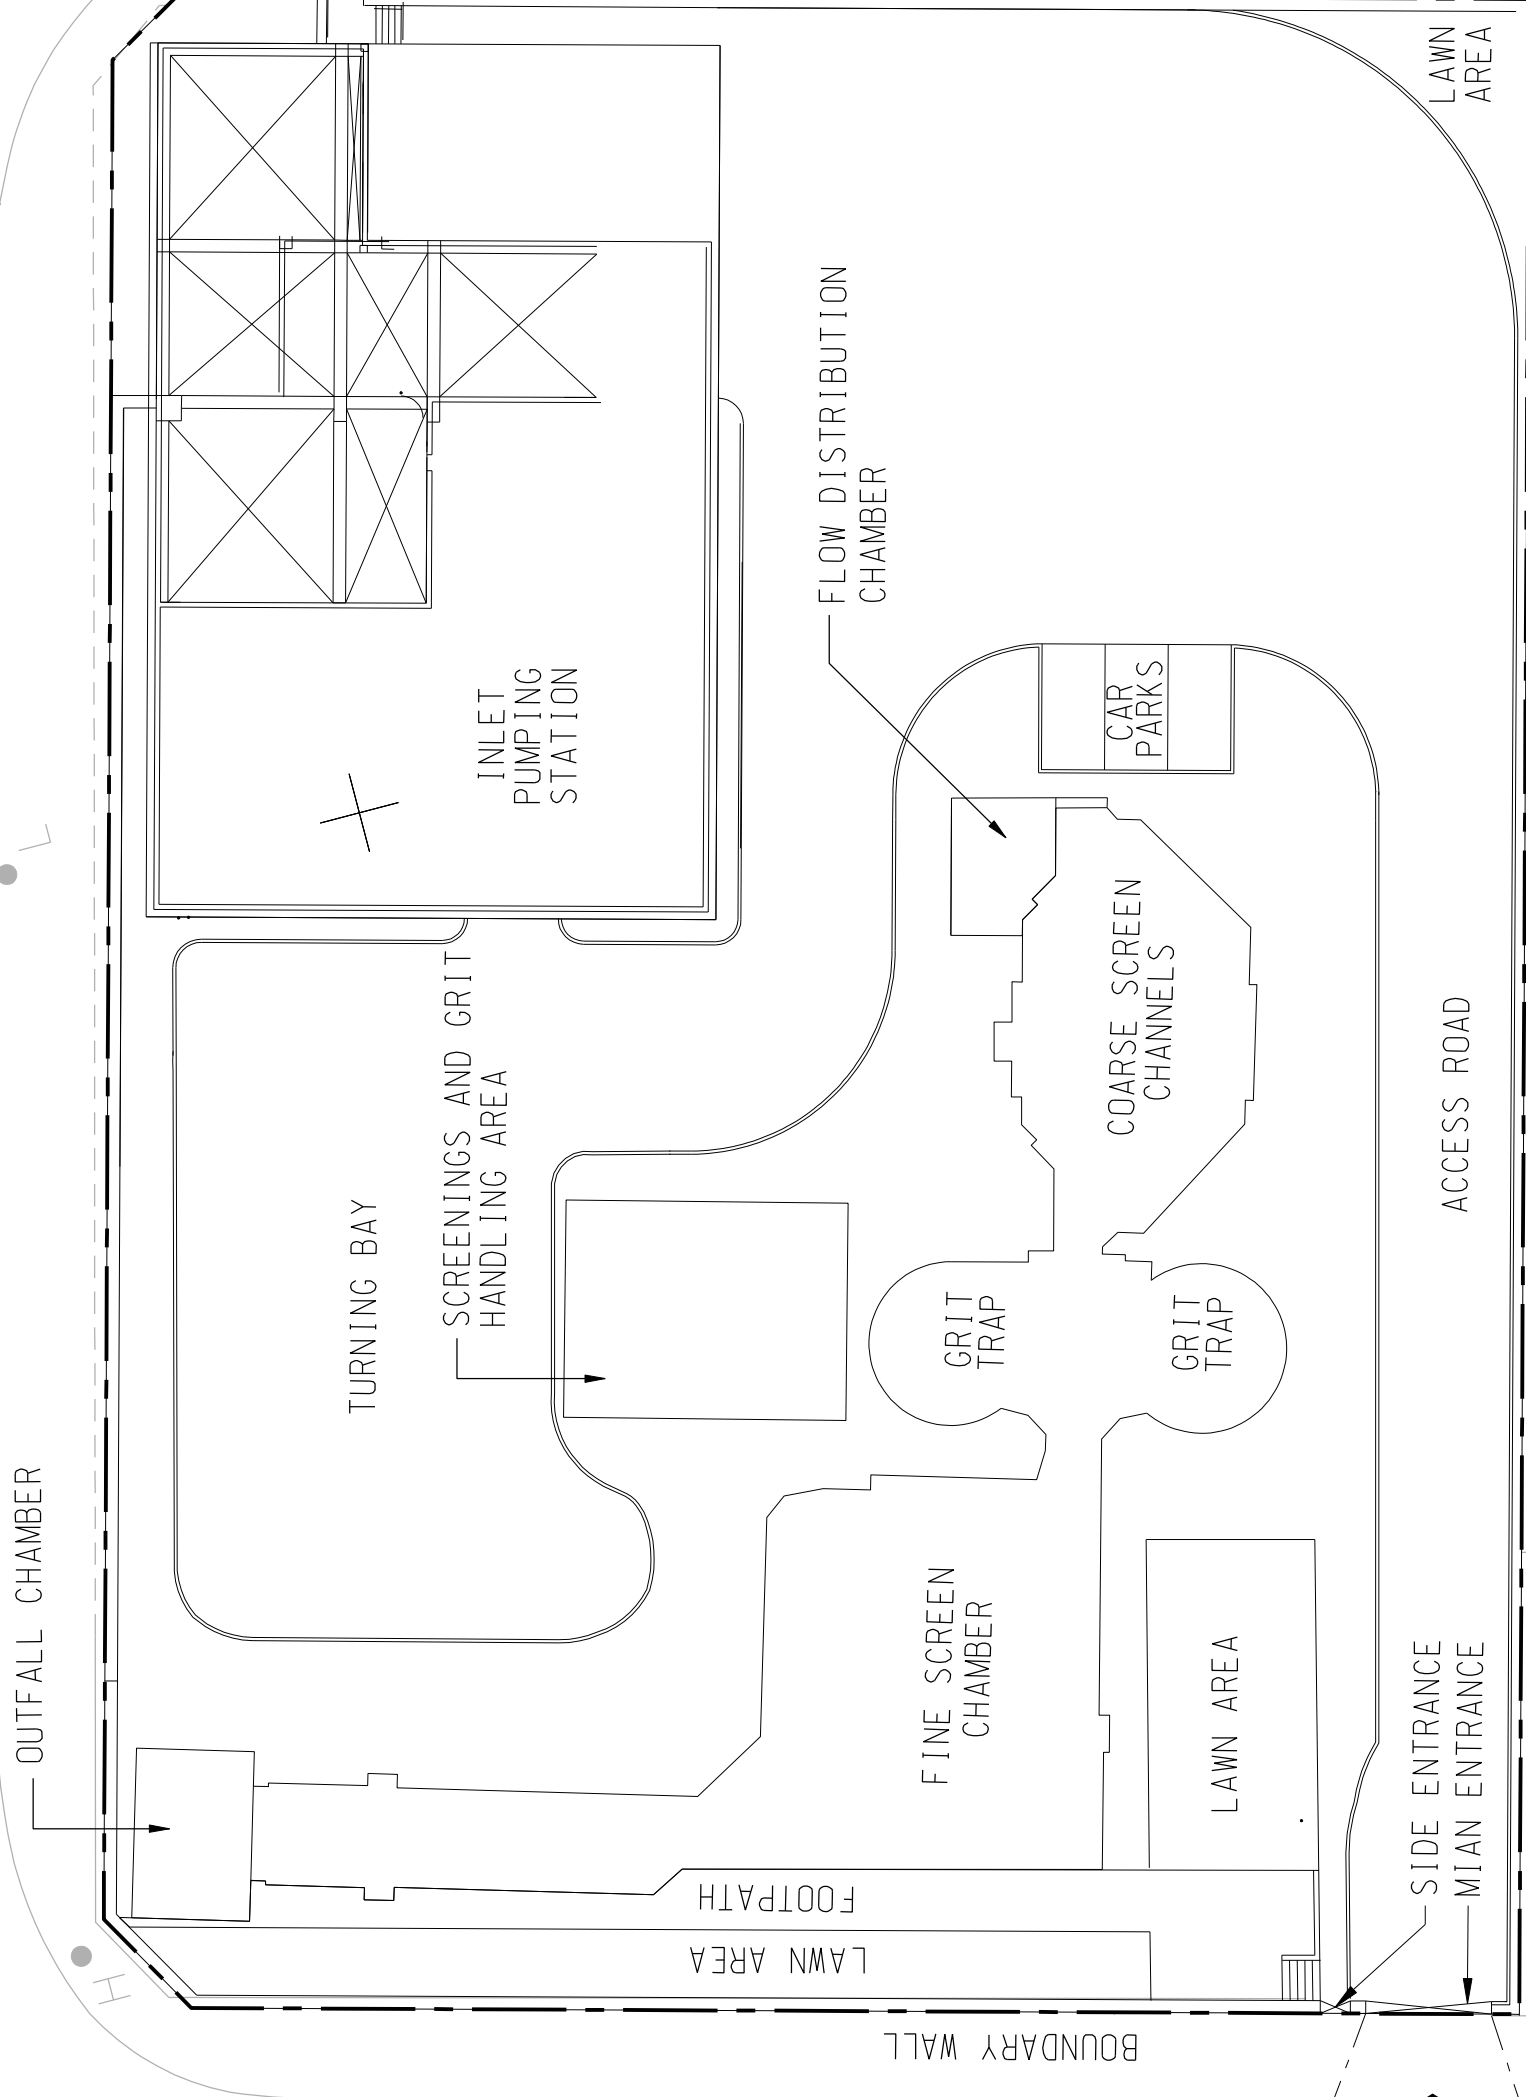 LAWN
AREA
FLOW DISTRIBUTION
CHAMBER
INLET
PUMPING
STATION
CAR
PARKS
SCREENINGS AND GRIT
HANDLING AREA
COARSE SCREEN
CHANNELS
ACCESS ROAD
TURNING BAY
GRIT
TRAP
GRIT
TRAP
OUTFALL CHAMBER
FINE SCREEN
CHAMBER
LAWN AREA
SIDE ENTRANCE
MIAN ENTRANCE
FOOTPATH
LAWN AREA
BOUNDARY WALL
H
L